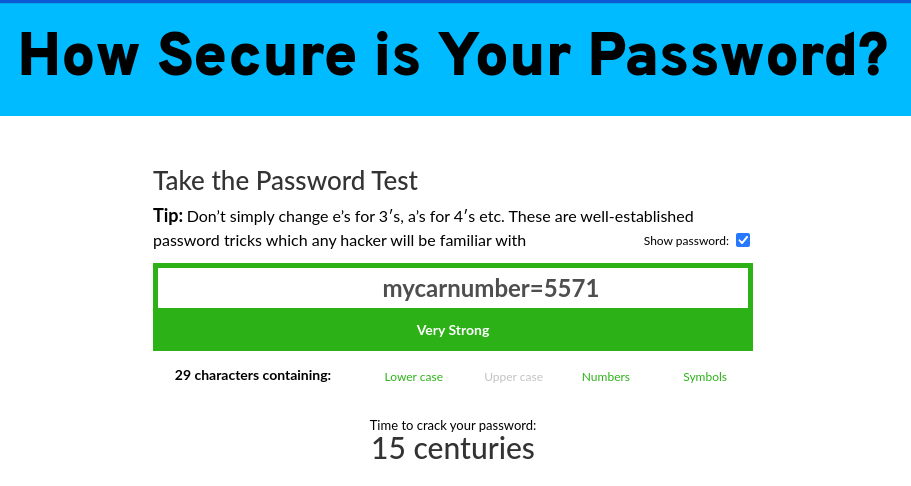 How Secure is Your Password?
Take the Password Test
Tip: Don’t simply change e’s for 3′s, a’s for 4′s etc. These are well-established
password tricks which any hacker will be familiar with
Show password:
mycarnumber=5571
Very Strong
29 characters containing:
Lower case
Upper case
Numbers
Symbols
Time to crack your password:
15 centuries